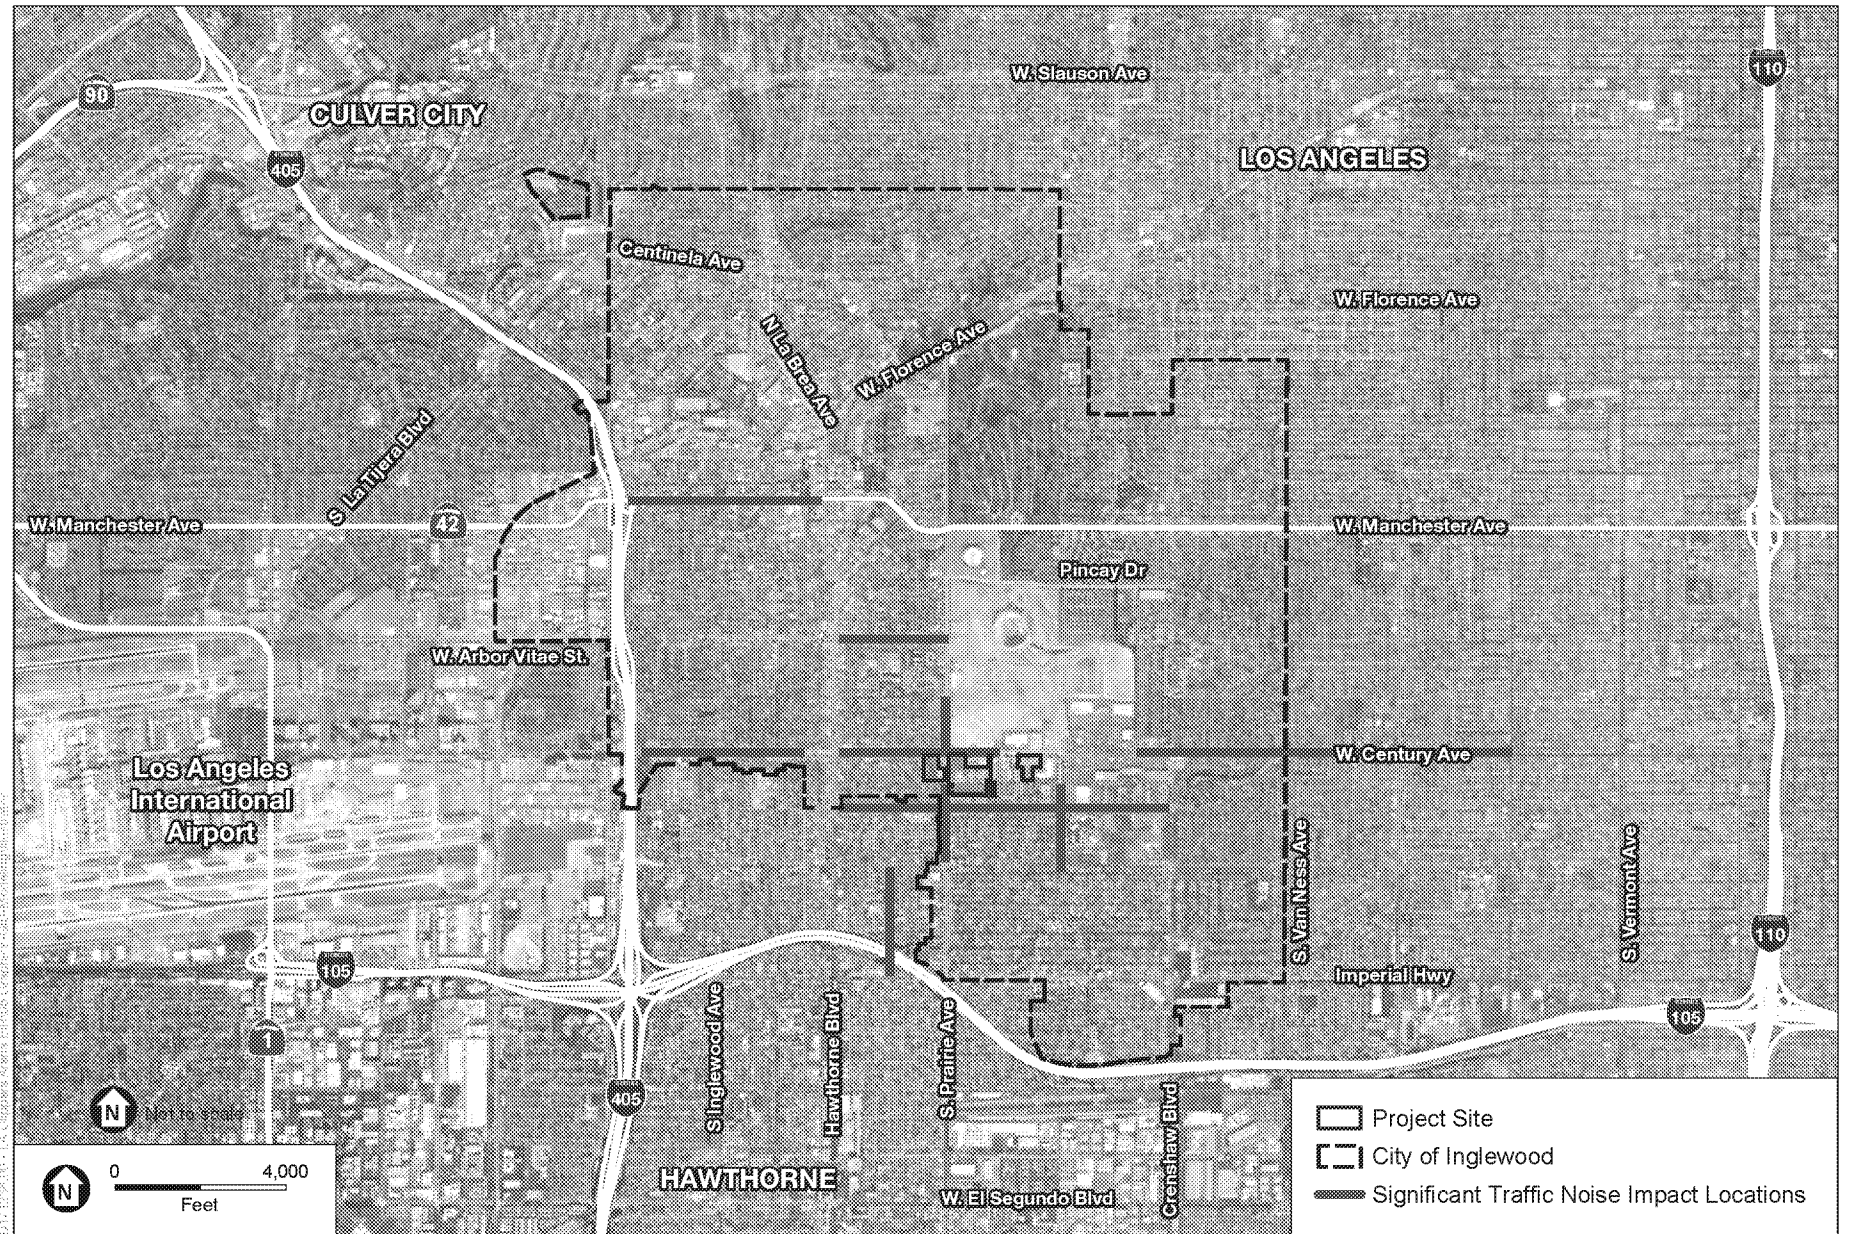 W. Slauson Ave
110
90
CULVER CITY
LOS ANGELES
405
Centinela Ave
W. Florence Ave
N La Brea Ave
W. Florence Ave
S La Tijera Blvd
W. Manchester Ave
42
W. Manchester Ave
Pincay Dr
W. Arbor Vitae St.
W. Century Ave
Los Angeles
International
Airport
S. Van Ness Ave
S. Vermont Ave
110
105
Imperial Hwy
105
1
S Inglewood Ave
Hawthorne Blvd
S. Prairie Ave
Crenshaw Blvd
405
N
Not to scale
HAWTHORNE
W. El Segundo Blvd
N
0 4,000
Feet
Project Site
City of Inglewood
Significant Traffic Noise Impact Locations